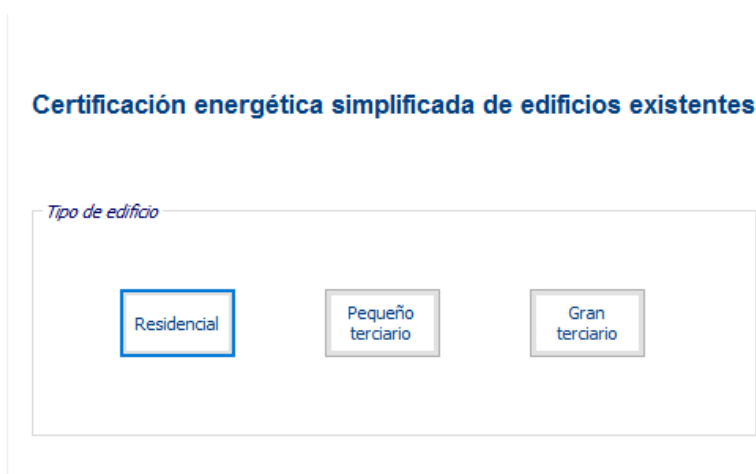 Certificación energética simplificada de edificios existentes
Tipo de edificio
Residencial
Pequeño
terciario
Gran
terciario